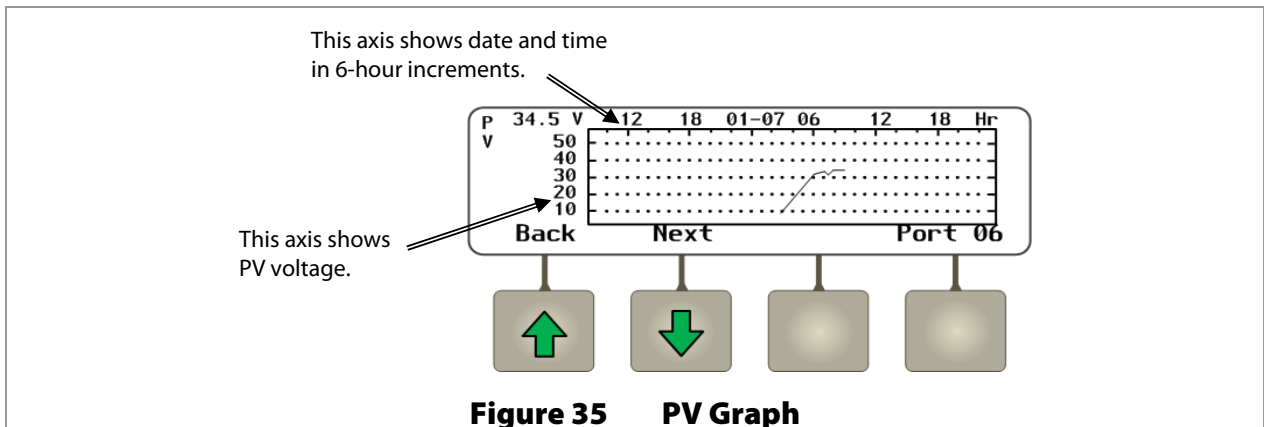 This axis shows date and time
in 6-hour increments.
P 34.5 V 12 18 01-07 06 12 18 Hr
V
50
40
30
20
10
This axis shows
PV voltage.
Back Next Port 06
Figure 35 PV Graph